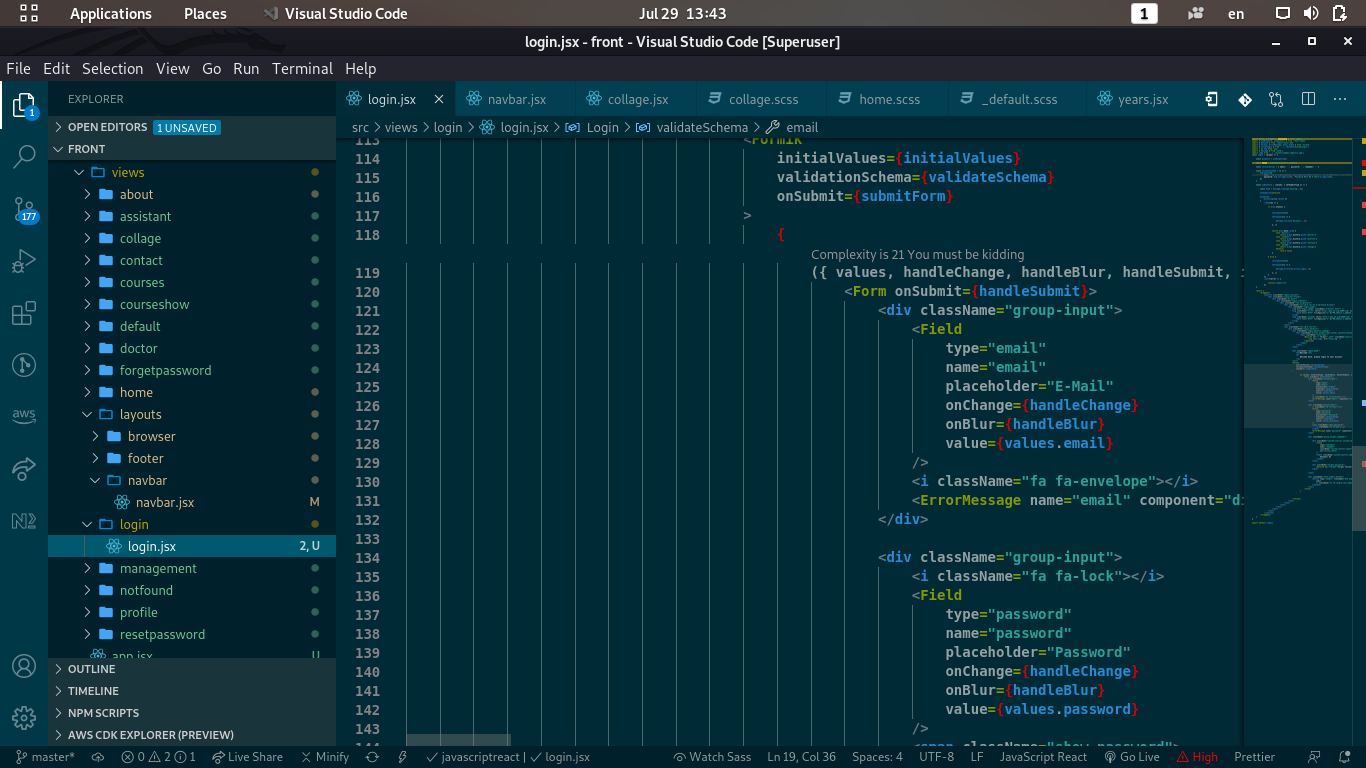 Applications Places Visual Studio Code Jul 29 13:43 1 en
login.jsx - front - Visual Studio Code [Superuser]
File Edit Selection View Go Run Terminal Help
EXPLORER
OPEN EDITORS 1 UNSAVED
FRONT
views
about
assistant
collage
contact
courses
courseshow
default
doctor
forgetpassword
home
layouts
browser
footer
navbar
navbar.jsx M
login
login.jsx 2, U
management
notfound
profile
resetpassword
app.jsx U
OUTLINE
TIMELINE
NPM SCRIPTS
AWS CDK EXPLORER (PREVIEW)
1
177
aws
login.jsx navbar.jsx collage.jsx collage.scss home.scss _default.scss years.jsx
src > views > login > login.jsx > Login > validateSchema > email
113 <Formik
114 initialValues={initialValues}
115 validationSchema={validateSchema}
116 onSubmit={submitForm}
117 >
118 {
Complexity is 21 You must be kidding
119 ({ values, handleChange, handleBlur, handleSubmit,
120 <Form onSubmit={handleSubmit}>
121 <div className="group-input">
122 <Field
123 type="email"
124 name="email"
125 placeholder="E-Mail"
126 onChange={handleChange}
127 onBlur={handleBlur}
128 value={values.email}
129 />
130 <i className="fa fa-envelope"></i>
131 <ErrorMessage name="email" component="di
132 </div>
133
134 <div className="group-input">
135 <i className="fa fa-lock"></i>
136 <Field
137 type="password"
138 name="password"
139 placeholder="Password"
140 onChange={handleChange}
141 onBlur={handleBlur}
142 value={values.password}
143 />
144 <span className="show-password">
master* 0 2 1 Live Share Minify javascriptreact | login.jsx Watch Sass Ln 19, Col 36 Spaces: 4 UTF-8 LF JavaScript React Go Live High Prettier